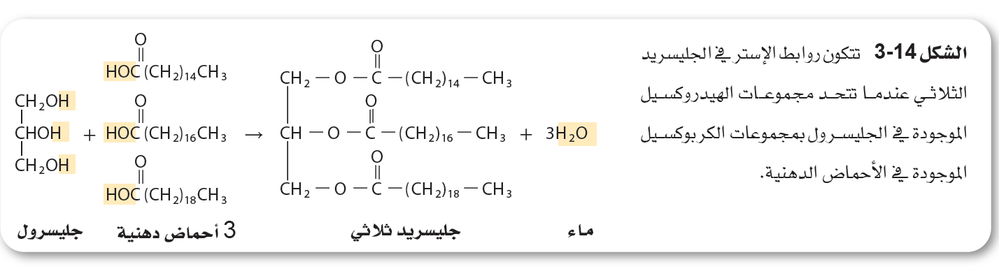 الشكل 14-3 تتكون روابط الإستر في الجليسريد
الثلاثي عندما تتحد مجموعات الهيدروكسيل
الموجودة في الجليسرول بمجموعات الكربوكسيل
الموجودة في الأحماض الدهنية.
O
HOC(CH₂)₁₄CH₃
O
CH₂ — O — C — (CH₂)₁₄ — CH₃
CH₂OH
O
O
CHOH + HOC(CH₂)₁₆CH₃ → CH — O — C — (CH₂)₁₆ — CH₃ + 3H₂O
CH₂OH
O
O
HOC(CH₂)₁₈CH₃
CH₂ — O — C — (CH₂)₁₈ — CH₃
جليسرول
3 أحماض دهنية
جليسريد ثلاثي
ماء